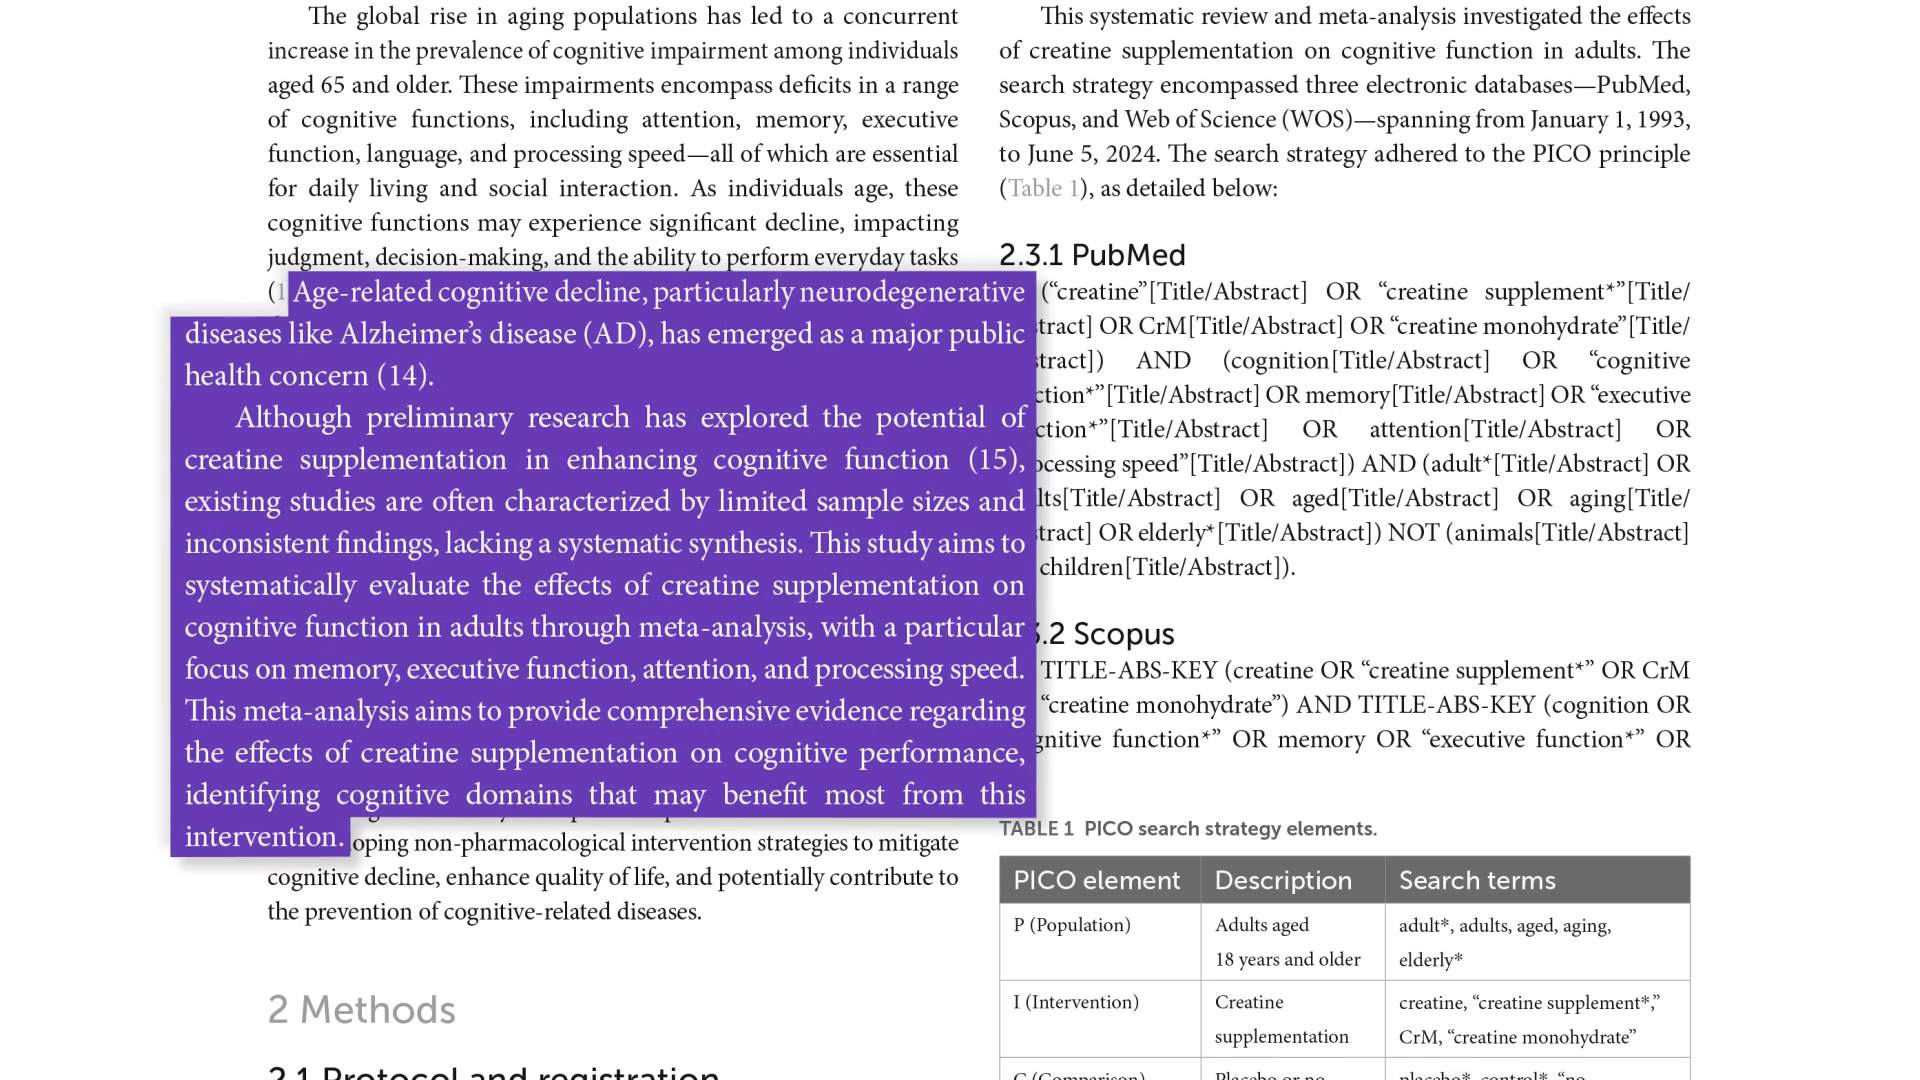 The global rise in aging populations has led to a concurrent
increase in the prevalence of cognitive impairment among individuals
aged 65 and older. These impairments encompass deficits in a range
of cognitive functions, including attention, memory, executive
function, language, and processing speed—all of which are essential
for daily living and social interaction. As individuals age, these
cognitive functions may experience significant decline, impacting
judgment, decision-making, and the ability to perform everyday tasks
(1
Age-related cognitive decline, particularly neurodegenerative
diseases like Alzheimer’s disease (AD), has emerged as a major public
health concern (14).
Although preliminary research has explored the potential of
creatine supplementation in enhancing cognitive function (15),
existing studies are often characterized by limited sample sizes and
inconsistent findings, lacking a systematic synthesis. This study aims to
systematically evaluate the effects of creatine supplementation on
cognitive function in adults through meta-analysis, with a particular
focus on memory, executive function, attention, and processing speed.
This meta-analysis aims to provide comprehensive evidence regarding
the effects of creatine supplementation on cognitive performance,
identifying cognitive domains that may benefit most from this
intervention.
oping non-pharmacological intervention strategies to mitigate
cognitive decline, enhance quality of life, and potentially contribute to
the prevention of cognitive-related diseases.
2 Methods
2.1 Protocol and registration
This systematic review and meta-analysis investigated the effects
of creatine supplementation on cognitive function in adults. The
search strategy encompassed three electronic databases—PubMed,
Scopus, and Web of Science (WOS)—spanning from January 1, 1993,
to June 5, 2024. The search strategy adhered to the PICO principle
(Table 1), as detailed below:
2.3.1 PubMed
(“creatine”[Title/Abstract] OR “creatine supplement*”[Title/
stract] OR CrM[Title/Abstract] OR “creatine monohydrate”[Title/
stract]) AND (cognition[Title/Abstract] OR “cognitive
ction*”[Title/Abstract] OR memory[Title/Abstract] OR “executive
ction*”[Title/Abstract] OR attention[Title/Abstract] OR
ocessing speed”[Title/Abstract]) AND (adult*[Title/Abstract] OR
lts[Title/Abstract] OR aged[Title/Abstract] OR aging[Title/
stract] OR elderly*[Title/Abstract]) NOT (animals[Title/Abstract]
children[Title/Abstract]).
3.2 Scopus
TITLE-ABS-KEY (creatine OR “creatine supplement*” OR CrM
“creatine monohydrate”) AND TITLE-ABS-KEY (cognition OR
gnitive function*” OR memory OR “executive function*” OR
TABLE 1 PICO search strategy elements.
PICO element Description Search terms
P (Population) Adults aged adult*, adults, aged, aging,
18 years and older elderly*
I (Intervention) Creatine creatine, “creatine supplement*,”
supplementation CrM, “creatine monohydrate”
C (Comparison) Placebo or no placebo*, control*, “no